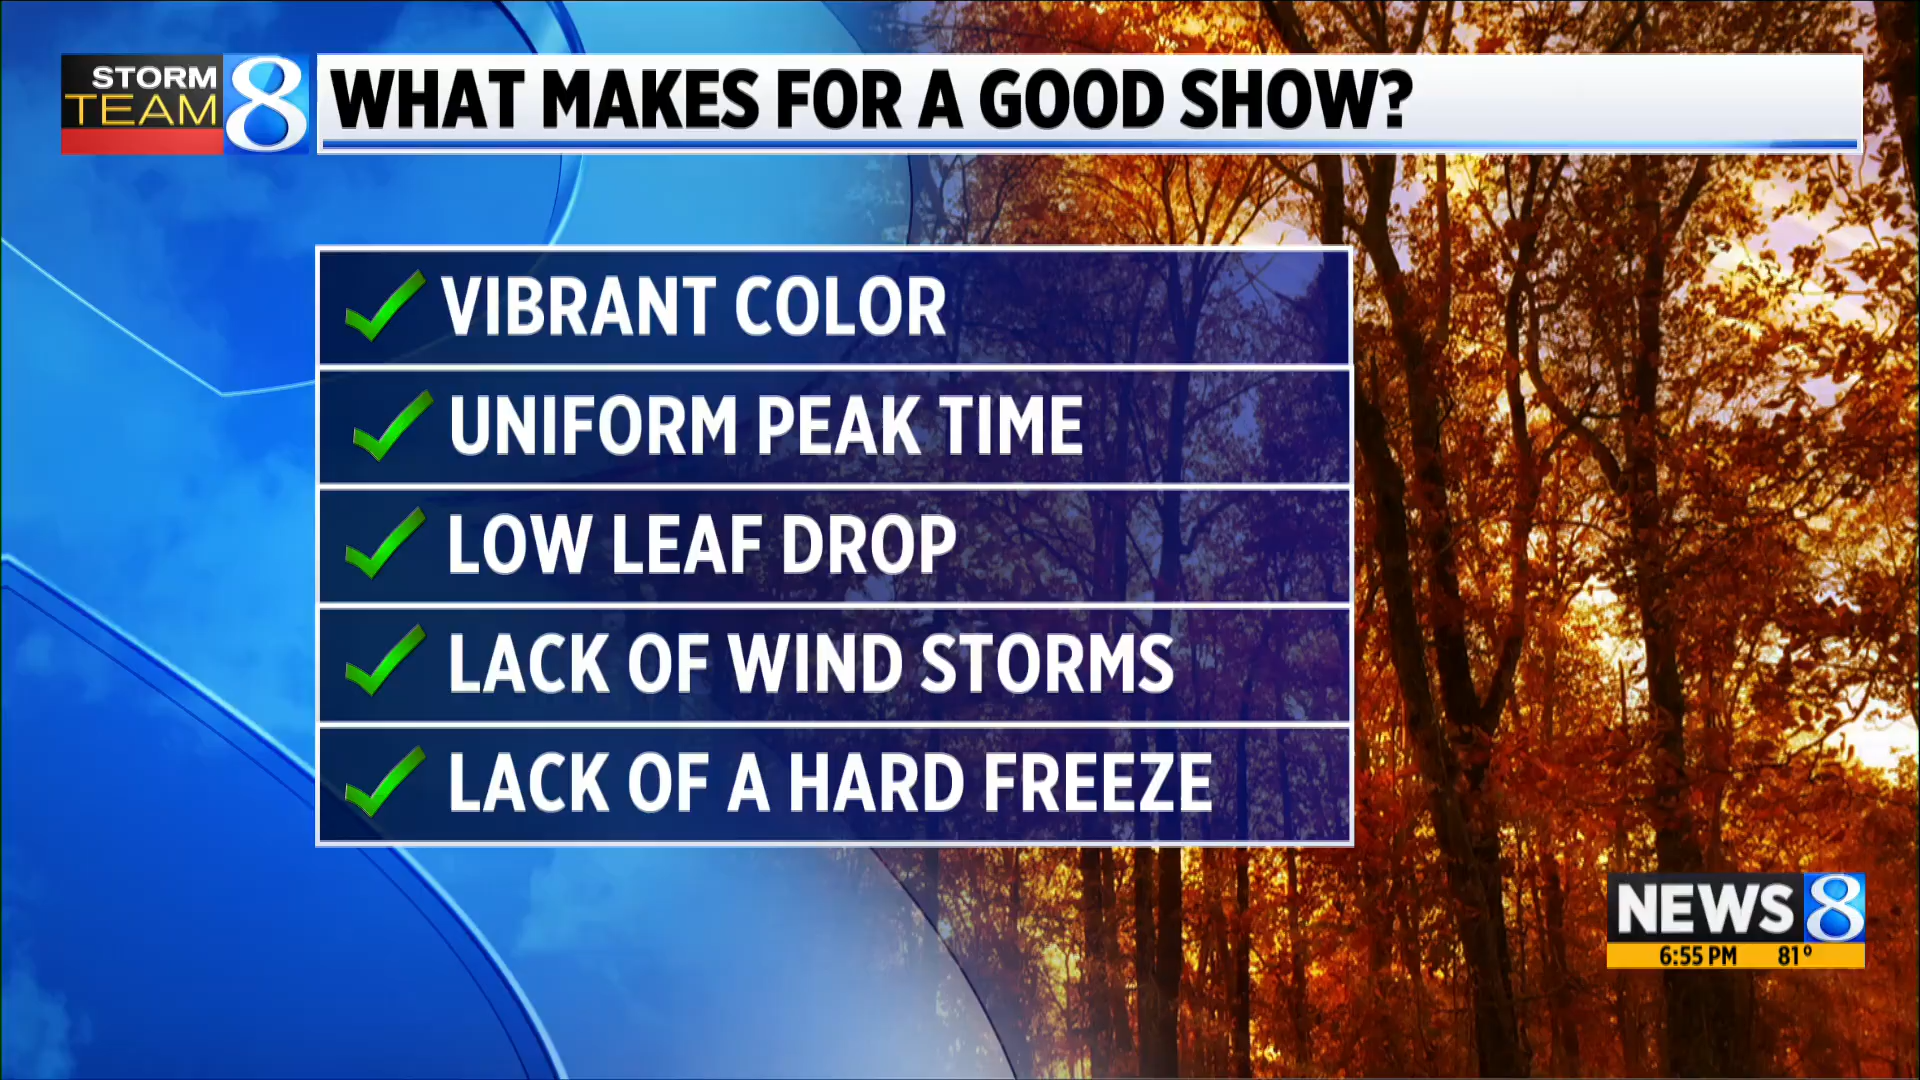 STORM
TEAM
8
WHAT MAKES FOR A GOOD SHOW?
VIBRANT COLOR
UNIFORM PEAK TIME
LOW LEAF DROP
LACK OF WIND STORMS
LACK OF A HARD FREEZE
NEWS 8
6:55 PM 81°